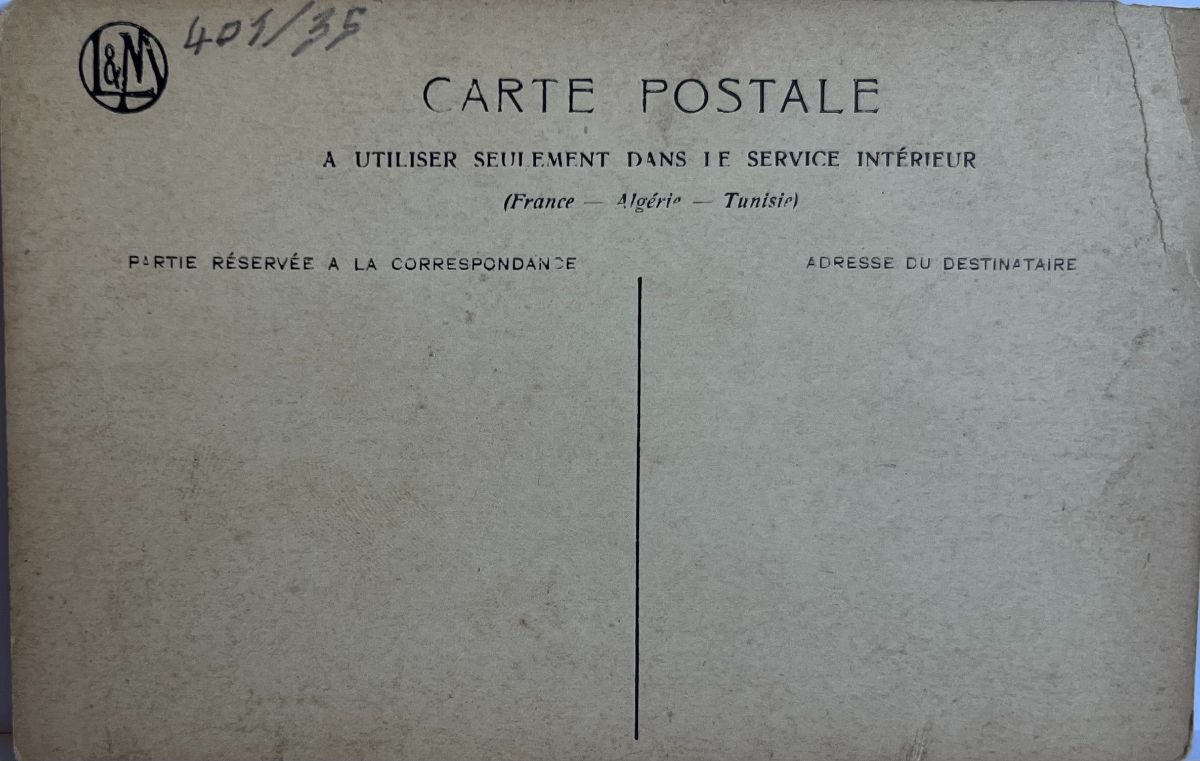 L&M 401/35
CARTE POSTALE
A UTILISER SEULEMENT DANS LE SERVICE INTÉRIEUR
(France — Algérie — Tunisie)
PARTIE RÉSERVÉE A LA CORRESPONDANCE
ADRESSE DU DESTINATAIRE